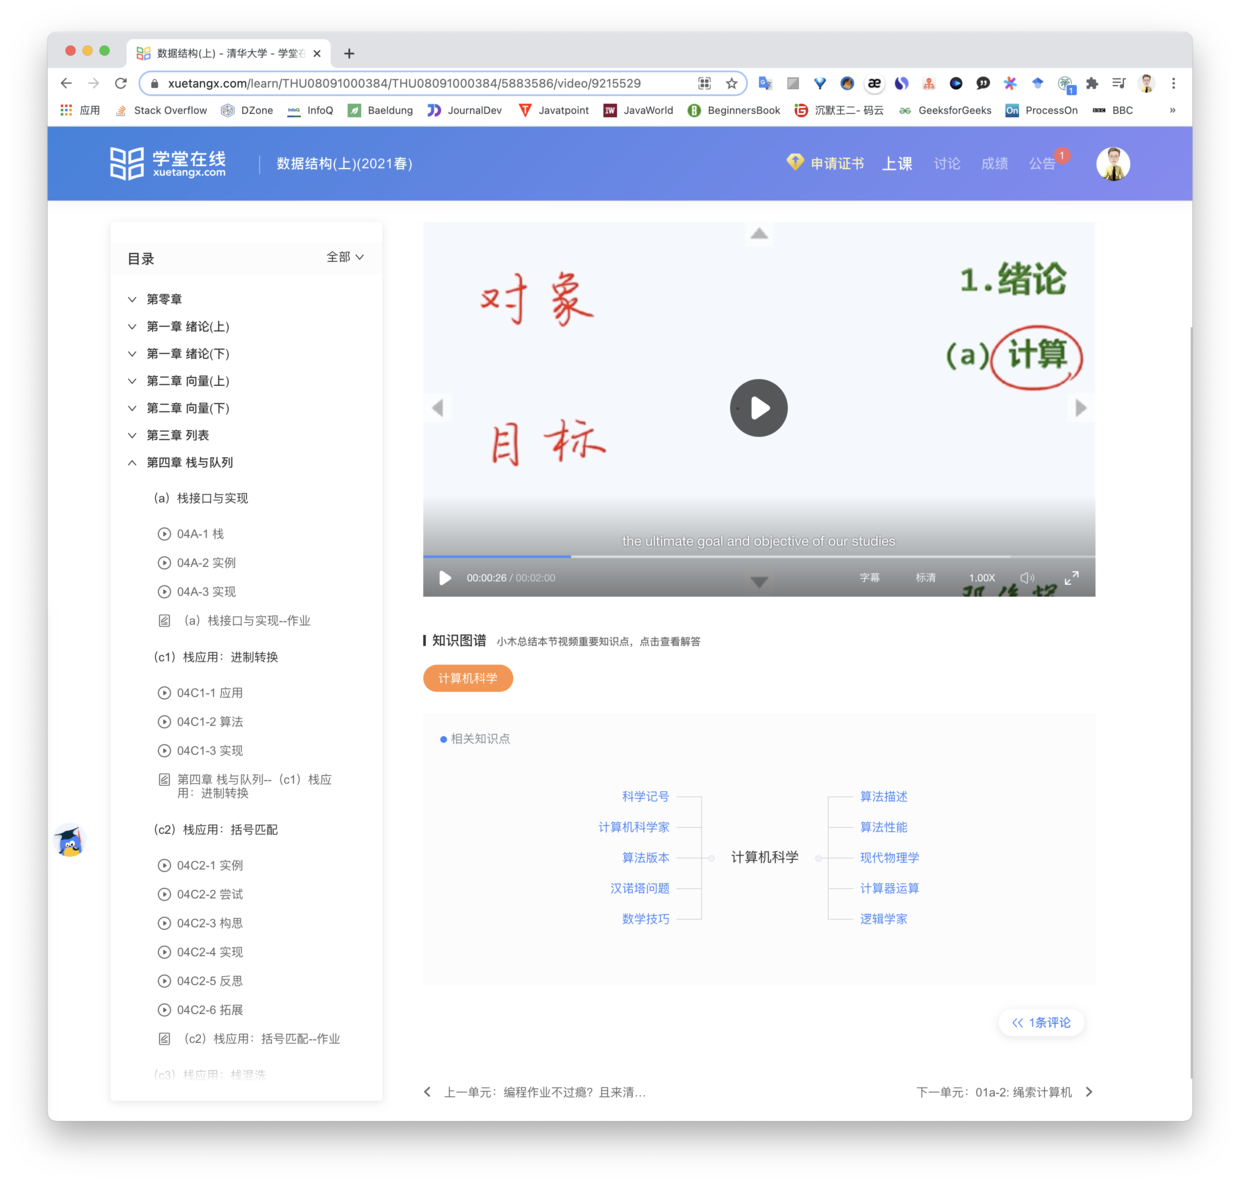 数据结构(上) - 清华大学 - 学堂在
xuetangx.com/learn/THU08091000384/THU08091000384/5883586/video/9215529
应用 Stack Overflow DZone InfoQ Baeldung JournalDev Javatpoint JavaWorld BeginnersBook 沉默王二- 码云 GeeksforGeeks ProcessOn BBC
学堂在线
xuetangx.com
数据结构(上)(2021春)
申请证书 上课 讨论 成绩 公告 1
目录 全部
第零章
第一章 绪论(上)
第一章 绪论(下)
第二章 向量(上)
第二章 向量(下)
第三章 列表
第四章 栈与队列
(a) 栈接口与实现
04A-1 栈
04A-2 实例
04A-3 实现
(a) 栈接口与实现--作业
(c1) 栈应用：进制转换
04C1-1 应用
04C1-2 算法
04C1-3 实现
第四章 栈与队列-- (c1) 栈应
用：进制转换
(c2) 栈应用：括号匹配
04C2-1 实例
04C2-2 尝试
04C2-3 构思
04C2-4 实现
04C2-5 反思
04C2-6 拓展
(c2) 栈应用：括号匹配--作业
(c3) 栈应用：栈混洗
对象
1.绪论
(a) 计算
目标
the ultimate goal and objective of our studies
00:00:26 / 00:02:00 字幕 标清 1.00X
知识图谱 小木总结本节视频重要知识点，点击查看解答
计算机科学
相关知识点
科学记号
计算机科学家
算法版本
汉诺塔问题
数学技巧
计算机科学
算法描述
算法性能
现代物理学
计算器运算
逻辑学家
1条评论
上一单元：编程作业不过瘾？且来清...
下一单元：01a-2: 绳索计算机